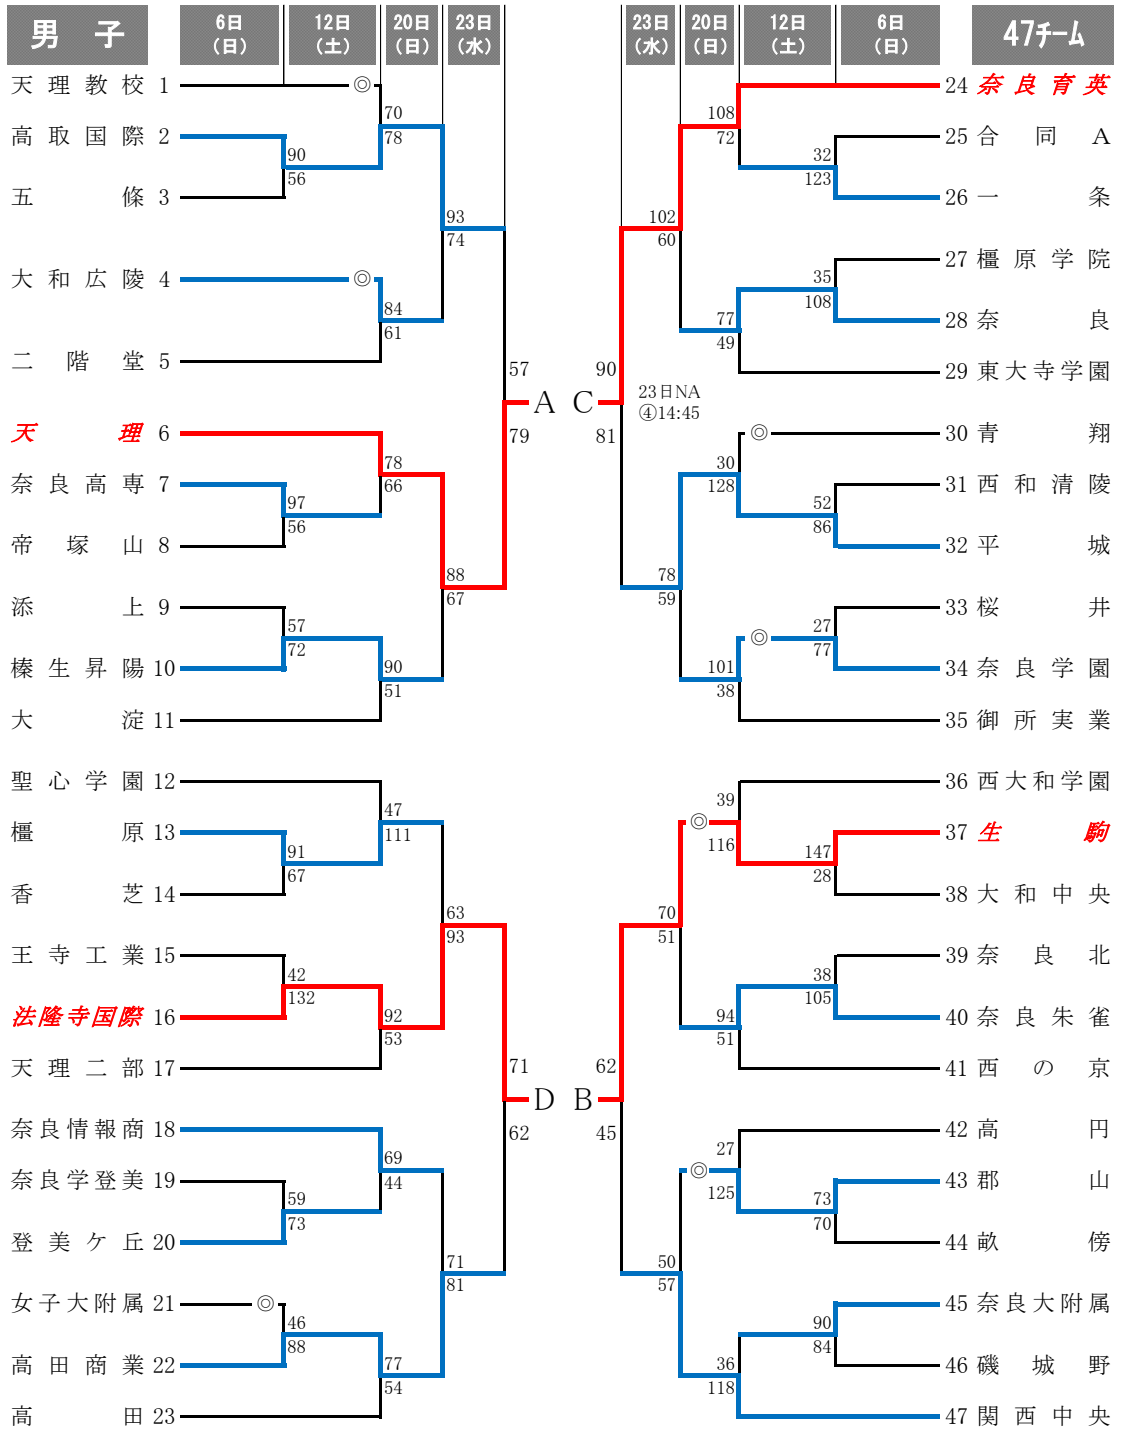 男 子
6日
(日)
12日
(土)
20日
(日)
23日
(水)
23日
(水)
20日
(日)
12日
(土)
6日
(日)
47チーム
天理教校 1
◎
70
78
高取国際 2
90
56
五條 3
93
74
大和広陵 4
◎
84
61
二階堂 5
57
A
79
天理 6
78
66
奈良高専 7
97
56
帝塚山 8
88
67
添上 9
57
72
榛生昇陽 10
90
51
大淀 11
聖心学園 12
47
111
橿原 13
91
67
香芝 14
63
93
王寺工業 15
42
132
法隆寺国際 16
92
53
天理二部 17
71
D
62
奈良情報商 18
69
44
奈良学登美 19
59
73
登美ケ丘 20
71
81
女子大附属 21
◎
46
88
高田商業 22
77
54
高田 23
24 奈良育英
108
72
25 合同A
32
123
26 一条
102
60
27 橿原学院
35
108
28 奈良
77
49
29 東大寺学園
90
C
81
23日NA
④14:45
30 青翔
◎
30
128
31 西和清陵
52
86
32 平城
78
59
33 桜井
27
77
◎
34 奈良学園
101
38
35 御所実業
36 西大和学園
39
◎
116
37 生駒
147
28
38 大和中央
70
51
39 奈良北
38
105
40 奈良朱雀
94
51
41 西の京
62
B
45
42 高円
27
◎
125
43 郡山
73
70
44 畝傍
50
57
45 奈良大附属
90
84
46 磯城野
36
118
47 関西中央